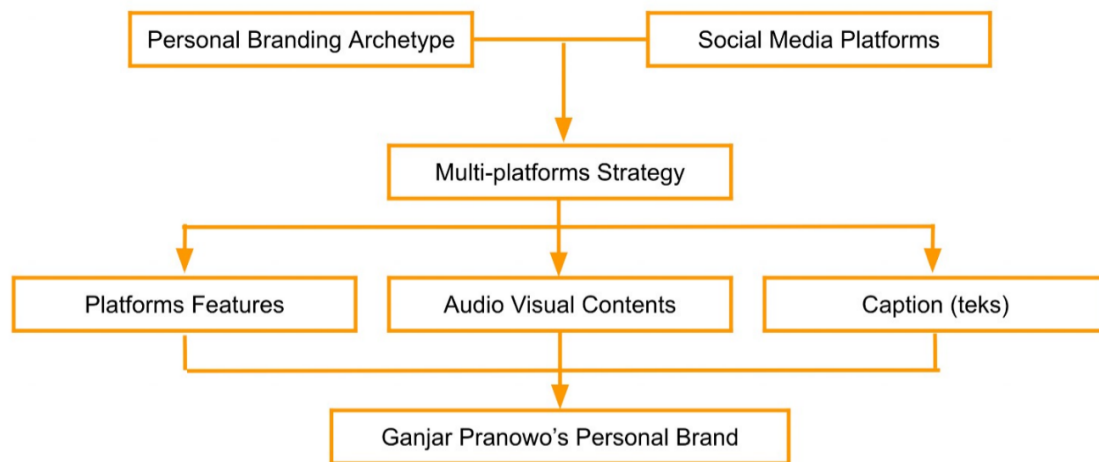 Personal Branding Archetype
Social Media Platforms
Multi-platforms Strategy
Platforms Features
Audio Visual Contents
Caption (teks)
Ganjar Pranowo’s Personal Brand